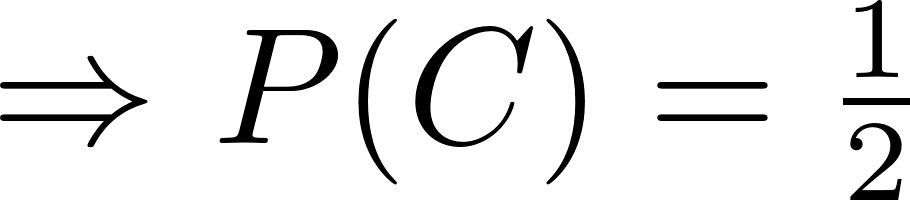 ⇒ P(C) = 1/2